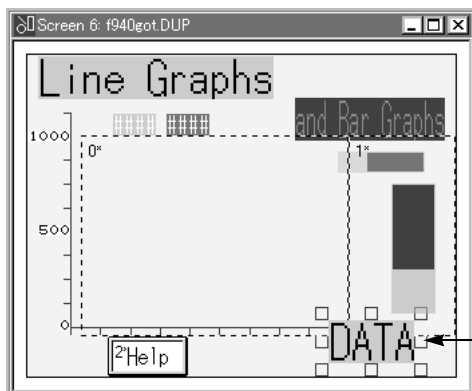 Screen 6: f940got.DUP
Line Graphs
#### ####
and Bar Graphs
1000
0*
1*
500
0
DATA
2*Help